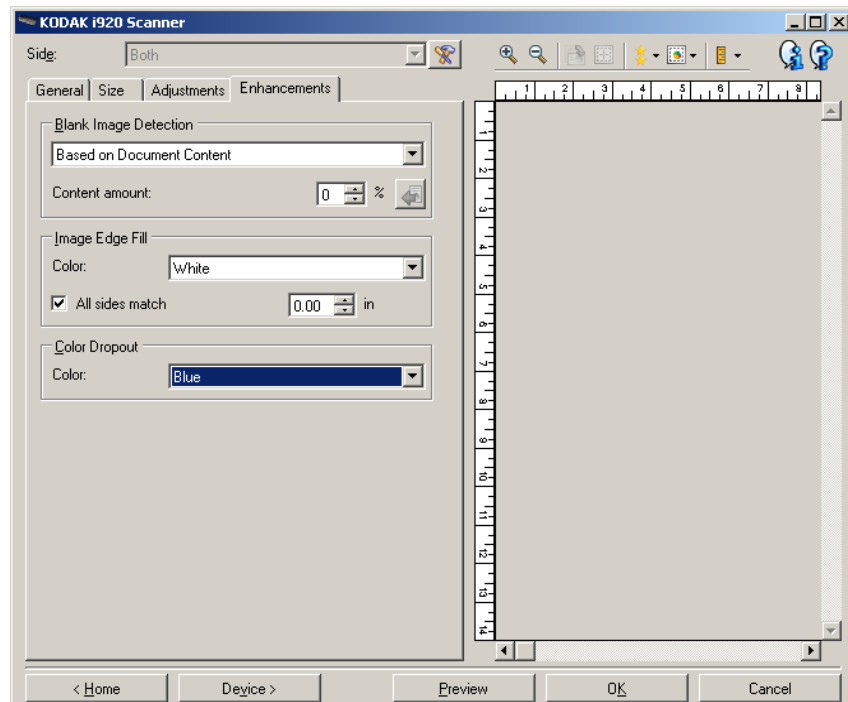 KODAK i920 Scanner
Side: Both
General Size Adjustments Enhancements
Blank Image Detection
Based on Document Content
Content amount: 0 %
Image Edge Fill
Color: White
All sides match 0.00 in
Color Dropout
Color: Blue
1 2 3 4 5 6 7 8
1
2
3
4
5
6
7
8
9
10
11
12
13
14
< Home Device > Preview OK Cancel